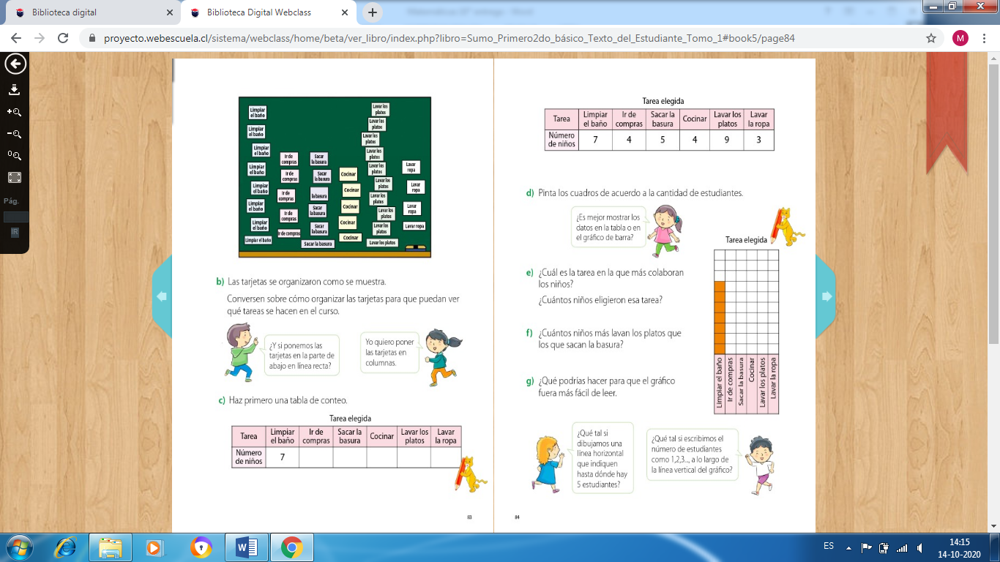 Biblioteca digital
Biblioteca Digital Webclass
proyecto.webescuela.cl/sistema/webclass/home/beta/ver_libro/index.php?libro=Sumo_Primero2do_básico_Texto_del_Estudiante_Tomo_1#book5/page84
M
Pág.
IR
Limpiar
el baño
Limpiar
el baño
Limpiar
el baño
Limpiar
el baño
Limpiar
el baño
Limpiar
el baño
Limpiar
el baño
Limpiar el baño
Ir de
compras
Ir de
compras
Ir de
compras
Ir de
compras
Ir de compras
Sacar
la basura
Sacar
la basura
la basura
Sacar
la basura
Sacar
la basura
Sacar la basura
Cocinar
Cocinar
Cocinar
Cocinar
Cocinar
Lavar los
platos
Lavar los
platos
Lavar los
platos
Lavar los
platos
Lavar los
platos
Lavar los
platos
Lavar los
platos
Lavar los
platos
Lavar los
platos
Lavar los platos
Lavar
ropa
Lavar
ropa
Lavar
ropa
Lavar ropa
b) Las tarjetas se organizaron como se muestra.
Conversen sobre cómo organizar las tarjetas para que puedan ver
qué tareas se hacen en el curso.
¿Y si ponemos las
tarjetas en la parte de
abajo en línea recta?
Yo quiero poner
las tarjetas en
columnas.
c) Haz primero una tabla de conteo.
Tarea elegida
Tarea Limpiar el baño Ir de compras Sacar la basura Cocinar Lavar los platos Lavar la ropa
Número de niños 7
83
Tarea elegida
Tarea Limpiar el baño Ir de compras Sacar la basura Cocinar Lavar los platos Lavar la ropa
Número de niños 7 4 5 4 9 3
d) Pinta los cuadros de acuerdo a la cantidad de estudiantes.
¿Es mejor mostrar los
datos en la tabla o en
el gráfico de barra?
Tarea elegida
Limpiar el baño
Ir de compras
Sacar la basura
Cocinar
Lavar los platos
Lavar la ropa
e) ¿Cuál es la tarea en la que más colaboran
los niños?
¿Cuántos niños eligieron esa tarea?
f) ¿Cuántos niños más lavan los platos que
los que sacan la basura?
g) ¿Qué podrías hacer para que el gráfico
fuera más fácil de leer.
¿Qué tal si
dibujamos una
línea horizontal
que indiquen
hasta dónde hay
5 estudiantes?
¿Qué tal si escribimos el
número de estudiantes
como 1,2,3..., a lo largo de
la línea vertical del gráfico?
84
ES
14:15
14-10-2020